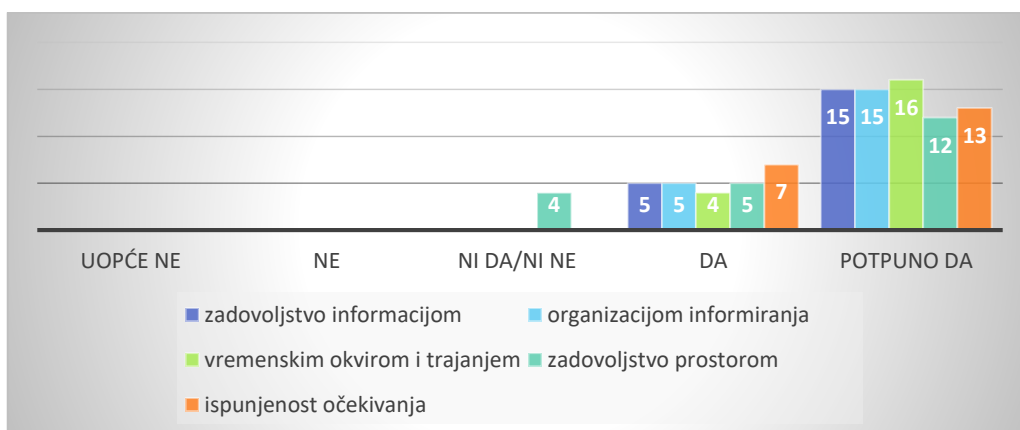 15 15 16 12 13
4 5 5 4 5 7
UOPĆE NE NE NI DA/NI NE DA POTPUNO DA
zadovoljstvo informacijom organizacijom informiranja
vremenskim okvirom i trajanjem zadovoljstvo prostorom
ispunjenost očekivanja